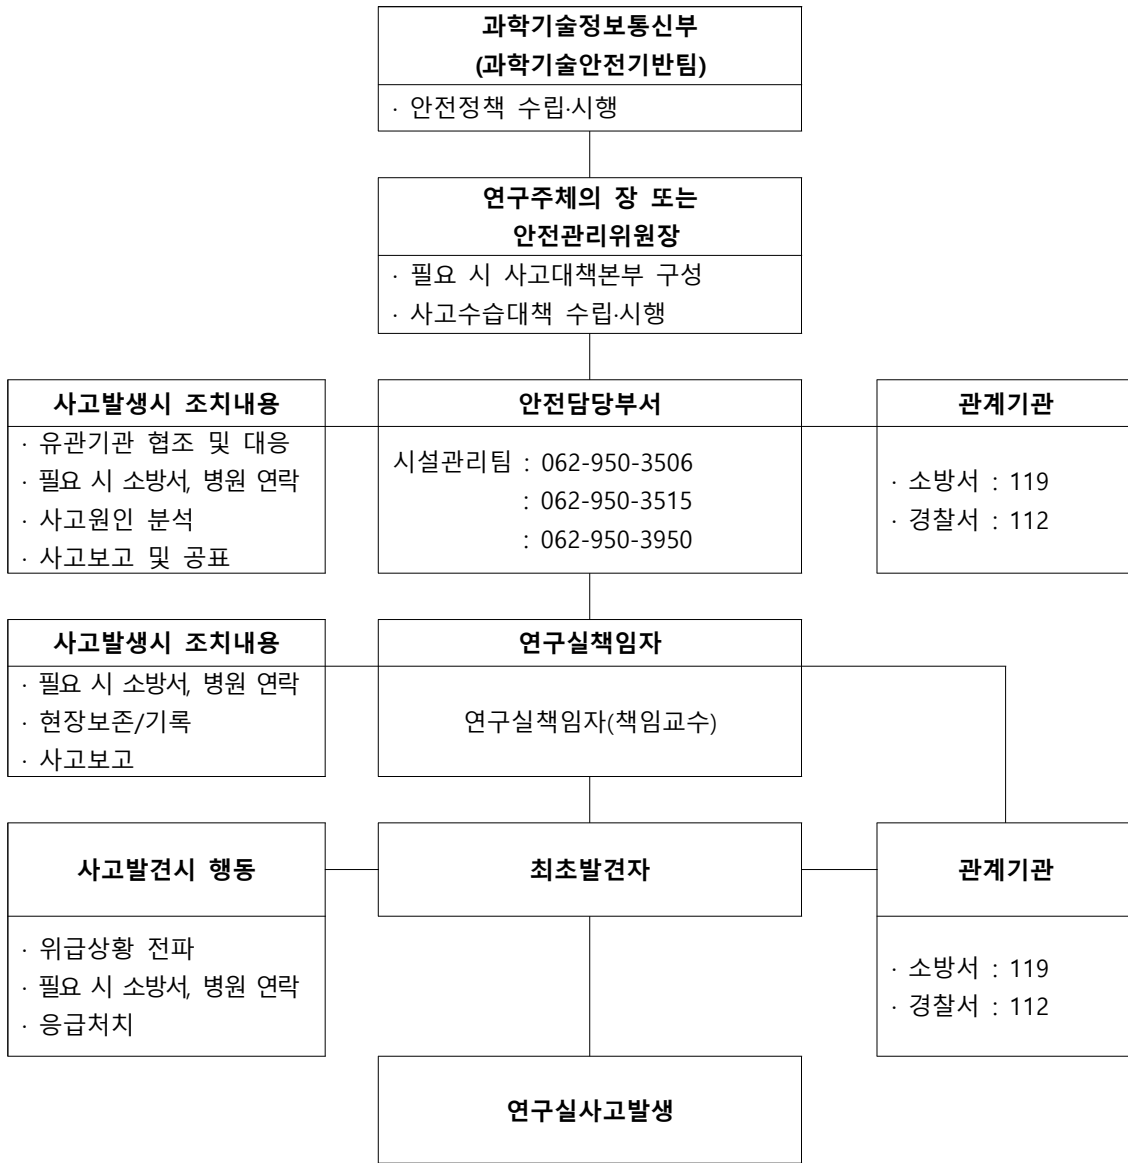 과학기술정보통신부
(과학기술안전기반팀)
· 안전정책 수립·시행
연구주체의 장 또는
안전관리위원장
· 필요 시 사고대책본부 구성
· 사고수습대책 수립·시행
사고발생시 조치내용
· 유관기관 협조 및 대응
· 필요 시 소방서, 병원 연락
· 사고원인 분석
· 사고보고 및 공표
안전담당부서
시설관리팀 : 062-950-3506
: 062-950-3515
: 062-950-3950
관계기관
· 소방서 : 119
· 경찰서 : 112
사고발생시 조치내용
· 필요 시 소방서, 병원 연락
· 현장보존/기록
· 사고보고
연구실책임자
연구실책임자(책임교수)
사고발견시 행동
· 위급상황 전파
· 필요 시 소방서, 병원 연락
· 응급처치
최초발견자
관계기관
· 소방서 : 119
· 경찰서 : 112
연구실사고발생